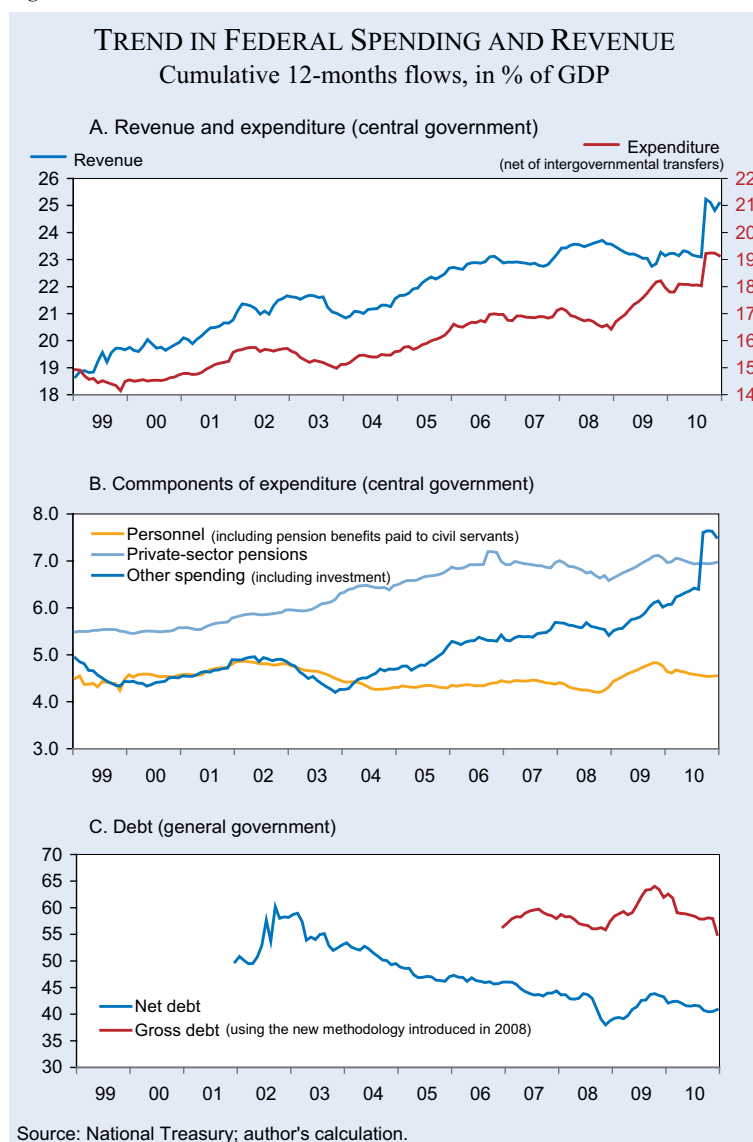 TREND IN FEDERAL SPENDING AND REVENUE
Cumulative 12-months flows, in % of GDP
A. Revenue and expenditure (central government)
Revenue
Expenditure
(net of intergovernmental transfers)
26
25
24
23
22
21
20
19
18
22
21
20
19
18
17
16
15
14
99 00 01 02 03 04 05 06 07 08 09 10
B. Commponents of expenditure (central government)
8.0
7.0
6.0
5.0
4.0
3.0
Personnel (including pension benefits paid to civil servants)
Private-sector pensions
Other spending (including investment)
99 00 01 02 03 04 05 06 07 08 09 10
C. Debt (general government)
70
65
60
55
50
45
40
35
30
Net debt
Gross debt (using the new methodology introduced in 2008)
99 00 01 02 03 04 05 06 07 08 09 10
Source: National Treasury; author's calculation.